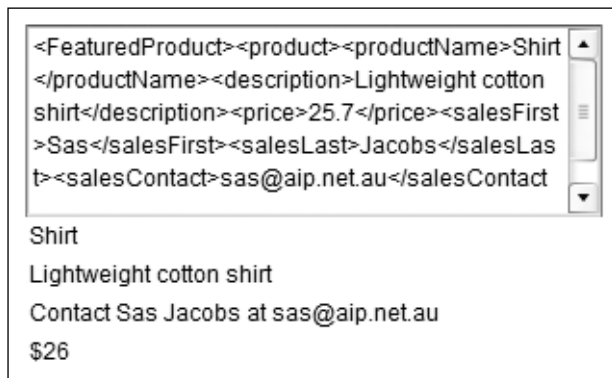 <FeaturedProduct><product><productName>Shirt
</productName><description>Lightweight cotton
shirt</description><price>25.7</price><salesFirst
>Sas</salesFirst><salesLast>Jacobs</salesLas
t><salesContact>sas@aip.net.au</salesContact
Shirt
Lightweight cotton shirt
Contact Sas Jacobs at sas@aip.net.au
$26